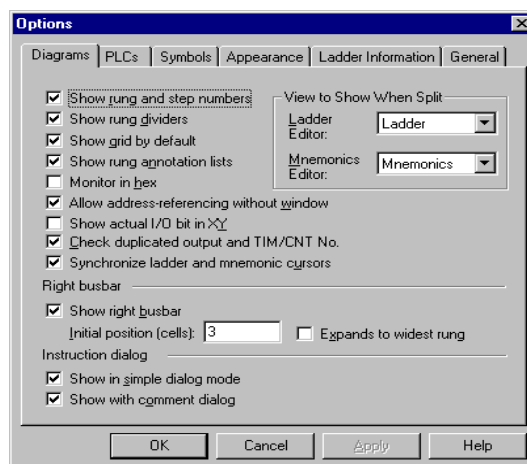 Options
Diagrams PLCs Symbols Appearance Ladder Information General
Show rung and step numbers
Show rung dividers
Show grid by default
Show rung annotation lists
Monitor in hex
Allow address-referencing without window
Show actual I/O bit in XY
Check duplicated output and TIM/CNT No.
Synchronize ladder and mnemonic cursors
View to Show When Split
Ladder Editor: Ladder
Mnemonics Editor: Mnemonics
Right busbar
Show right busbar
Initial position (cells): 3 Expands to widest rung
Instruction dialog
Show in simple dialog mode
Show with comment dialog
OK Cancel Apply Help